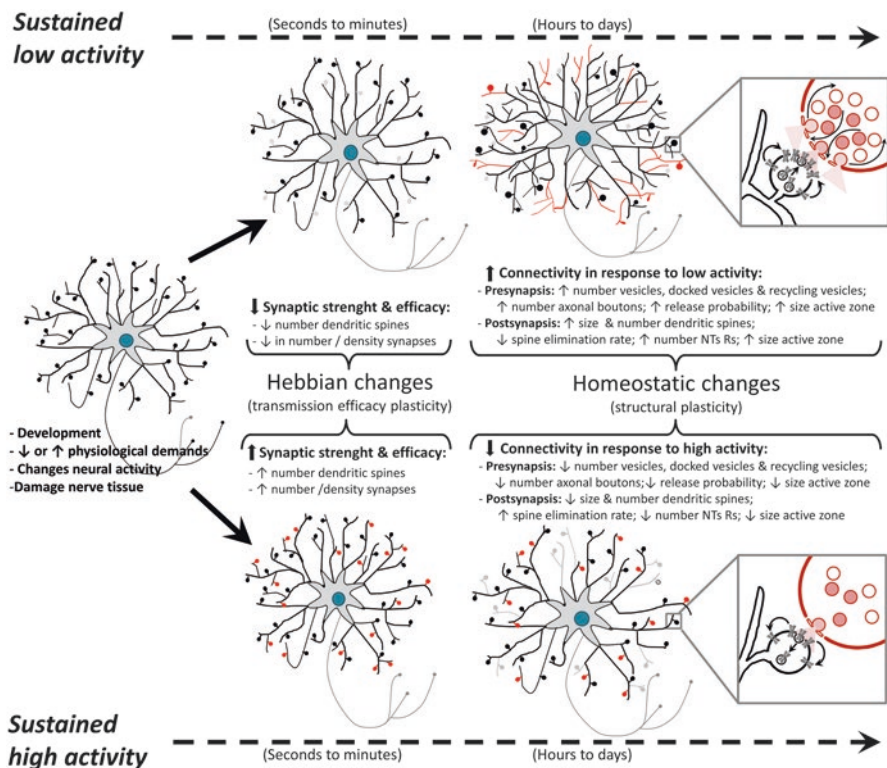 Sustained
low activity
(Seconds to minutes)
(Hours to days)
⬆ Connectivity in response to low activity:
- Presynapsis: ↑ number vesicles, docked vesicles & recycling vesicles;
↑ number axonal boutons; ↑ release probability; ↑ size active zone
- Postsynapsis: ↑ size & number dendritic spines;
↓ spine elimination rate; ↑ number NTs Rs; ↑ size active zone
⬇ Synaptic strenght & efficacy:
- ↓ number dendritic spines
- ↓ in number / density synapses
Hebbian changes
(transmission efficacy plasticity)
Homeostatic changes
(structural plasticity)
- Development
- ↓ or ↑ physiological demands
- Changes neural activity
-Damage nerve tissue
⬆ Synaptic strenght & efficacy:
- ↑ number dendritic spines
- ↑ number /density synapses
⬇ Connectivity in response to high activity:
- Presynapsis: ↓ number vesicles, docked vesicles & recycling vesicles;
↓ number axonal boutons;↓ release probability; ↓ size active zone
- Postsynapsis: ↓ size & number dendritic spines;
↑ spine elimination rate; ↓ number NTs Rs; ↓ size active zone
Sustained
high activity
(Seconds to minutes)
(Hours to days)